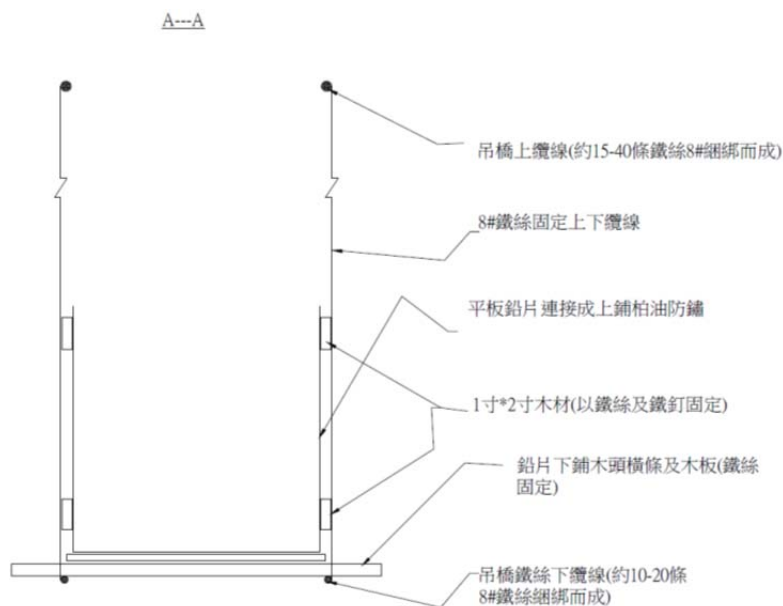 A---A
吊橋上纜線(約15-40條鐵絲8#綑綁而成)
8#鐵絲固定上下纜線
平板鉛片連接成上鋪柏油防鏽
1寸*2寸木材(以鐵絲及鐵釘固定)
鉛片下鋪木頭橫條及木板(鐵絲
固定)
吊橋鐵絲下纜線(約10-20條
8#鐵絲綑綁而成)